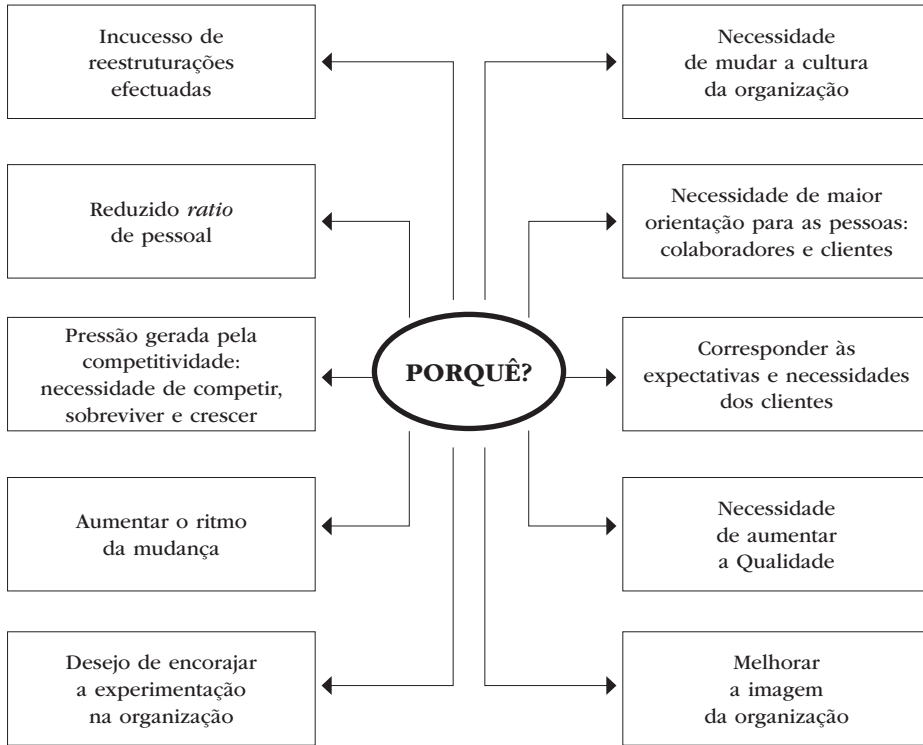 Incucesso de
reestruturações
efectuadas
Necessidade
de mudar a cultura
da organização
Reduzido ratio
de pessoal
Necessidade de maior
orientação para as pessoas:
colaboradores e clientes
Pressão gerada pela
competitividade:
necessidade de competir,
sobreviver e crescer
PORQUÊ?
Corresponder às
expectativas e necessidades
dos clientes
Aumentar o ritmo
da mudança
Necessidade
de aumentar
a Qualidade
Desejo de encorajar
a experimentação
na organização
Melhorar
a imagem
da organização